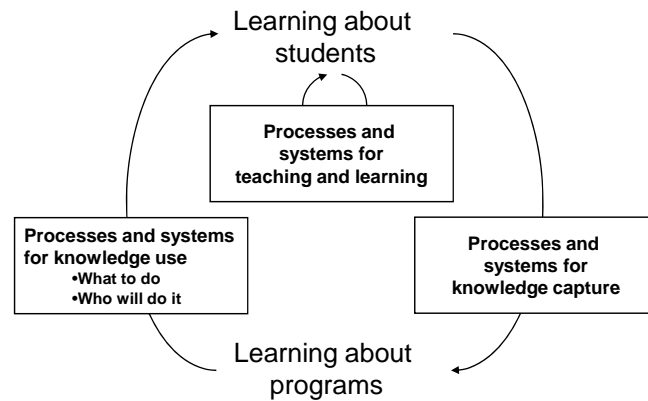 Learning about
students
Processes and
systems for
teaching and learning
Processes and systems
for knowledge use
•What to do
•Who will do it
Processes and
systems for
knowledge capture
Learning about
programs